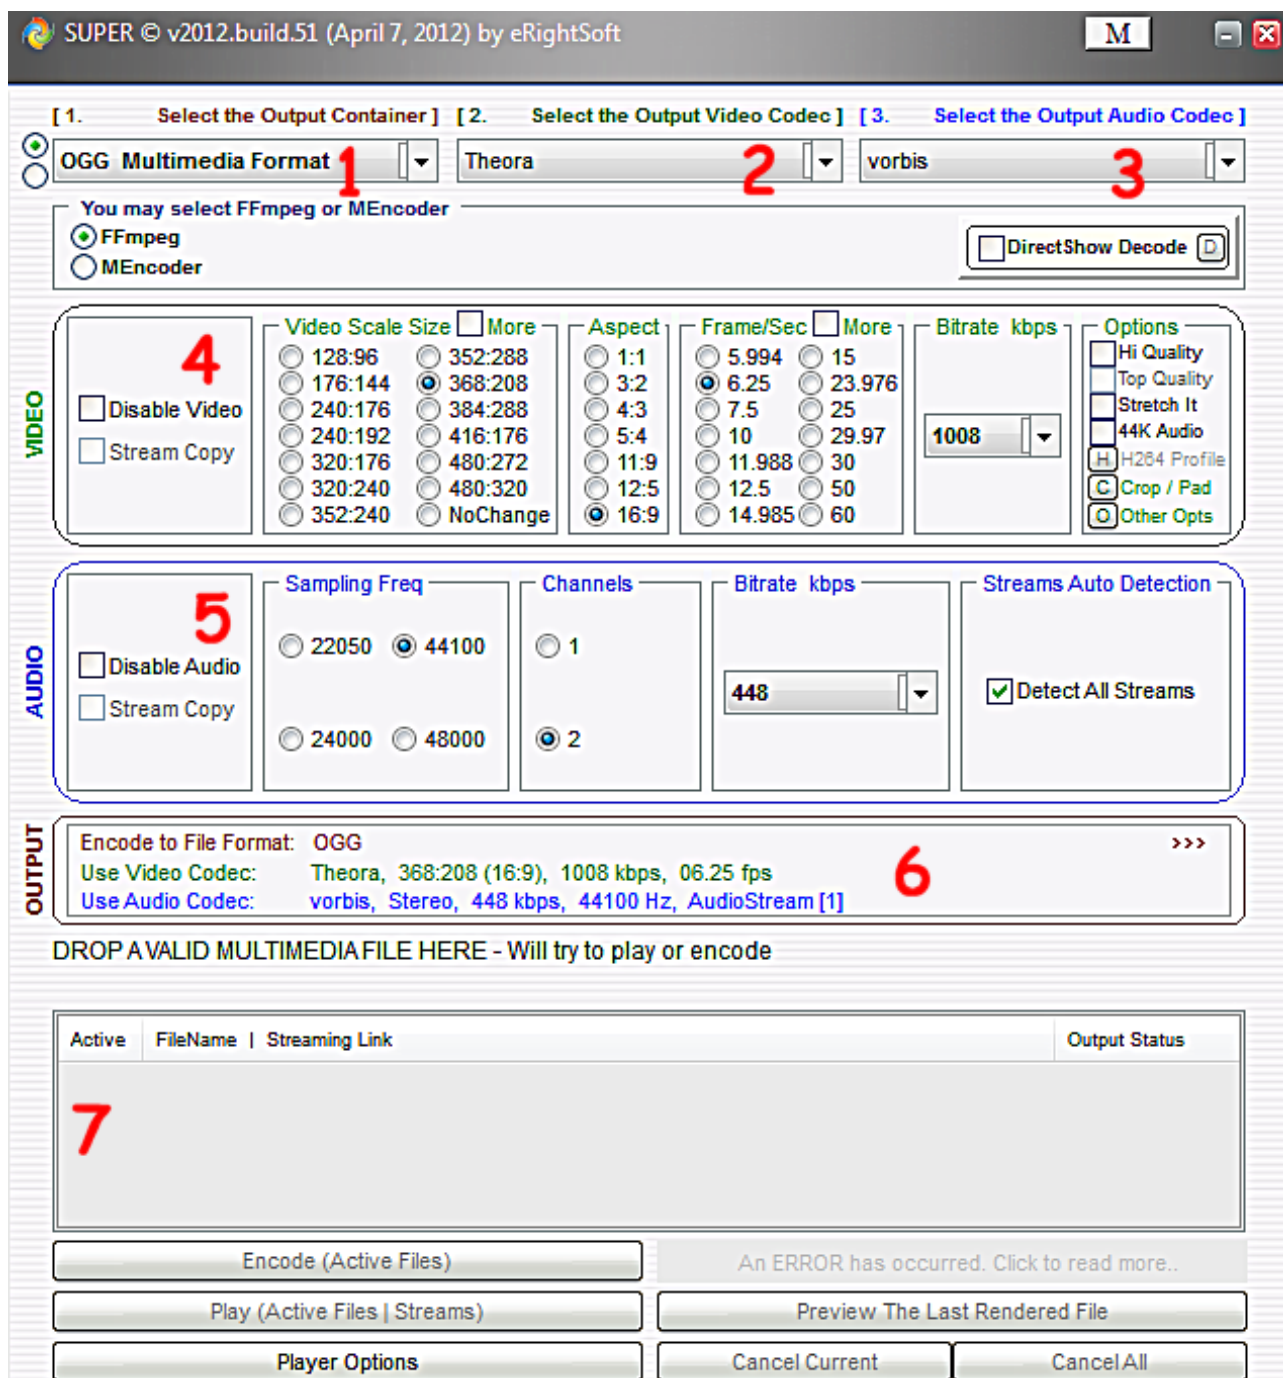 SUPER © v2012.build.51 (April 7, 2012) by eRightSoft M
[ 1. Select the Output Container ] [ 2. Select the Output Video Codec ] [ 3. Select the Output Audio Codec ]
OGG Multimedia Format 1 Theora 2 vorbis 3
You may select FFmpeg or MEncoder
FFmpeg
MEncoder
DirectShow Decode D
VIDEO
4
Disable Video
Stream Copy
Video Scale Size More
128:96 352:288
176:144 368:208
240:176 384:288
240:192 416:176
320:176 480:272
320:240 480:320
352:240 NoChange
Aspect
1:1
3:2
4:3
5:4
11:9
12:5
16:9
Frame/Sec More
5.994 15
6.25 23.976
7.5 25
10 29.97
11.988 30
12.5 50
14.985 60
Bitrate kbps
1008
Options
Hi Quality
Top Quality
Stretch It
44K Audio
H H264 Profile
C Crop / Pad
O Other Opts
AUDIO
5
Disable Audio
Stream Copy
Sampling Freq
22050 44100
24000 48000
Channels
1
2
Bitrate kbps
448
Streams Auto Detection
Detect All Streams
OUTPUT
Encode to File Format: OGG >>>
Use Video Codec: Theora, 368:208 (16:9), 1008 kbps, 06.25 fps
Use Audio Codec: vorbis, Stereo, 448 kbps, 44100 Hz, AudioStream [1]
6
DROP A VALID MULTIMEDIA FILE HERE - Will try to play or encode
Active FileName | Streaming Link Output Status
7
Encode (Active Files) An ERROR has occurred. Click to read more..
Play (Active Files | Streams) Preview The Last Rendered File
Player Options Cancel Current Cancel All